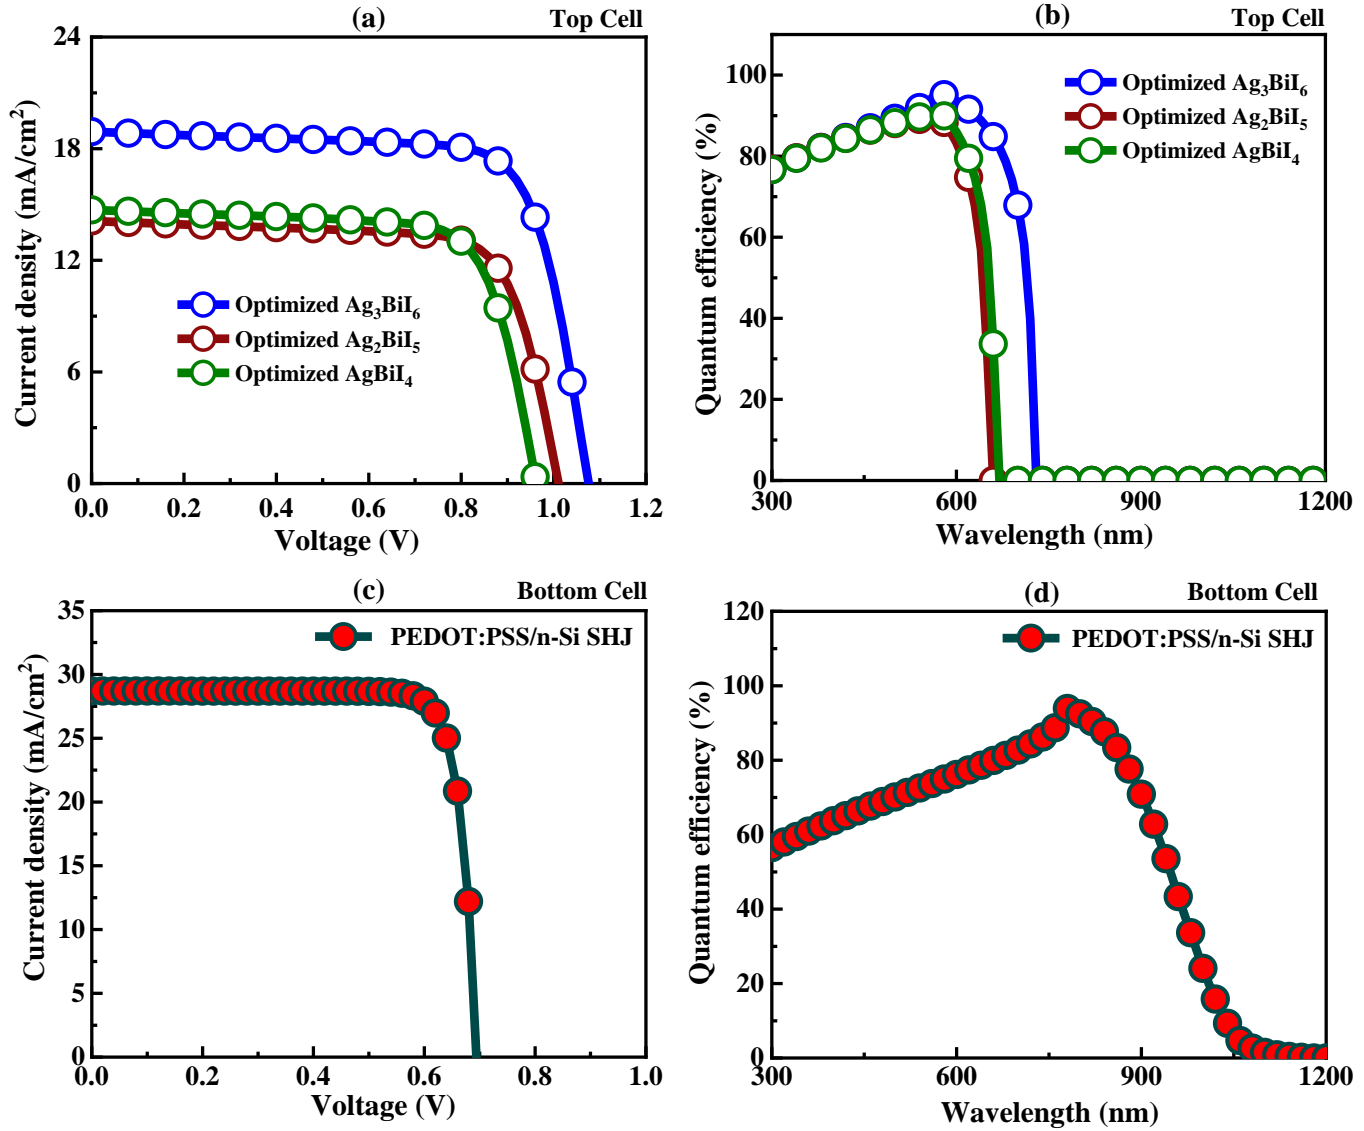 (a)
Top Cell
24
18
12
6
0
0.0 0.2 0.4 0.6 0.8 1.0 1.2
Current density (mA/cm2)
Voltage (V)
Optimized Ag₃BiI₆
Optimized Ag₂BiI₅
Optimized AgBiI₄
(b)
Top Cell
100
80
60
40
20
0
300 600 900 1200
Quantum efficiency (%)
Wavelength (nm)
Optimized Ag₃BiI₆
Optimized Ag₂BiI₅
Optimized AgBiI₄
(c)
Bottom Cell
35
30
25
20
15
10
5
0
0.0 0.2 0.4 0.6 0.8 1.0
Current density (mA/cm²)
Voltage (V)
PEDOT:PSS/n-Si SHJ
(d)
Bottom Cell
120
100
80
60
40
20
0
300 600 900 1200
Quantum efficiency (%)
Wavelength (nm)
PEDOT:PSS/n-Si SHJ